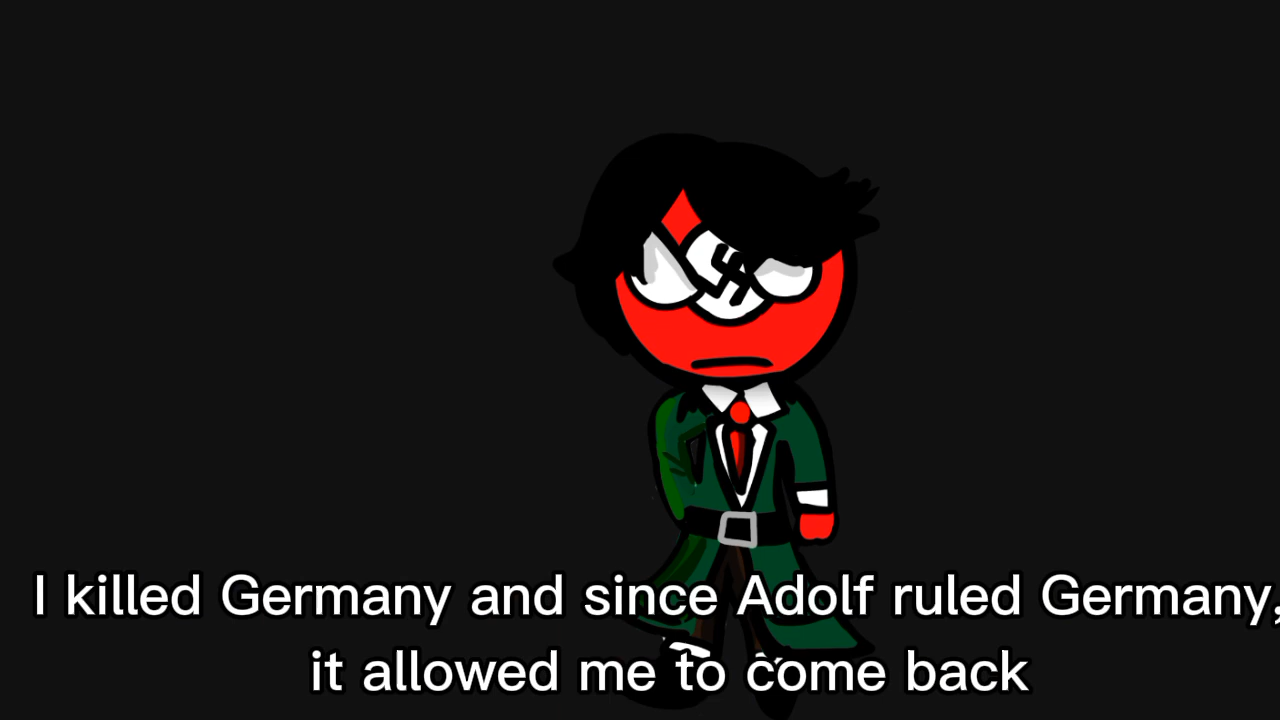 I killed Germany and since Adolf ruled Germany,
it allowed me to come back